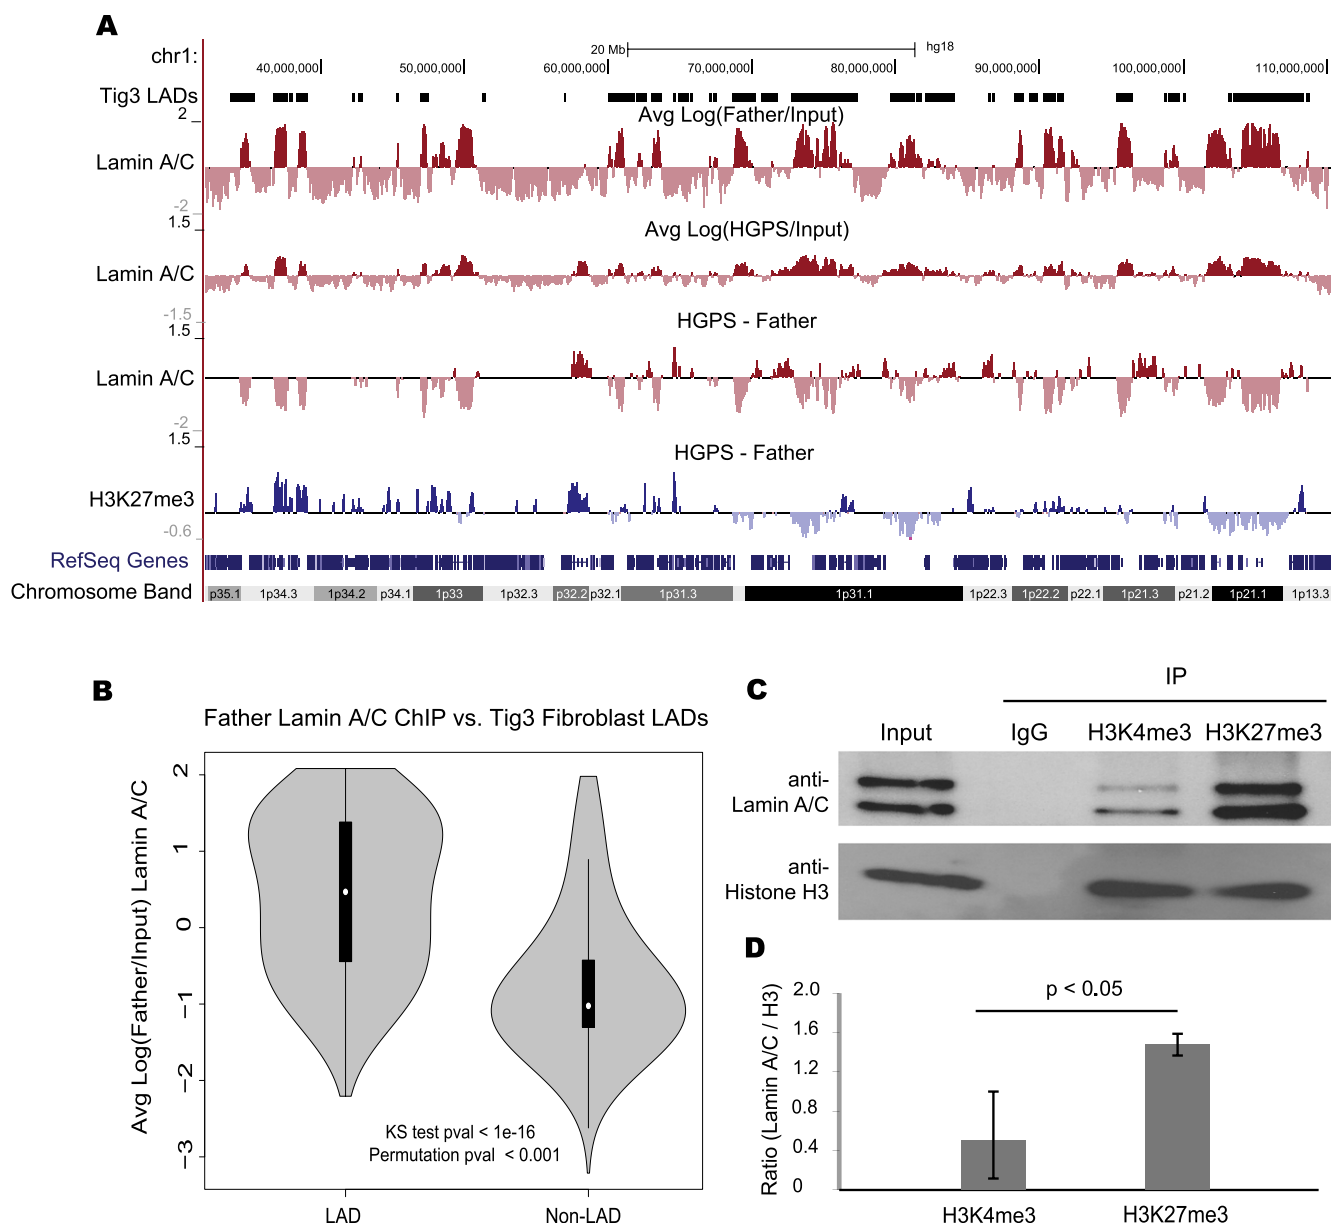 A
chr1:
20 Mb
hg18
40,000,000
50,000,000
60,000,000
70,000,000
80,000,000
90,000,000
100,000,000
110,000,000
Tig3 LADs
Avg Log(Father/Input)
2
Lamin A/C
-2
1.5
Avg Log(HGPS/Input)
Lamin A/C
-1.5
1.5
HGPS - Father
Lamin A/C
-2
1.5
HGPS - Father
H3K27me3
-0.6
RefSeq Genes
Chromosome Band
p35.1 1p34.3 1p34.2 p34.1 1p33 1p32.3 p32.2 p32.1 1p31.3 1p31.1 1p22.3 1p22.2 p22.1 1p21.3 p21.2 1p21.1 1p13.3
B
Father Lamin A/C ChIP vs. Tig3 Fibroblast LADs
Avg Log(Father/Input) Lamin A/C
2
1
0
−1
−2
−3
KS test pval < 1e-16
Permutation pval < 0.001
LAD
Non-LAD
C
IP
Input
IgG
H3K4me3
H3K27me3
anti-
Lamin A/C
anti-
Histone H3
D
Ratio (Lamin A/C / H3)
2.0
1.6
1.2
0.8
0.4
0
p < 0.05
H3K4me3
H3K27me3